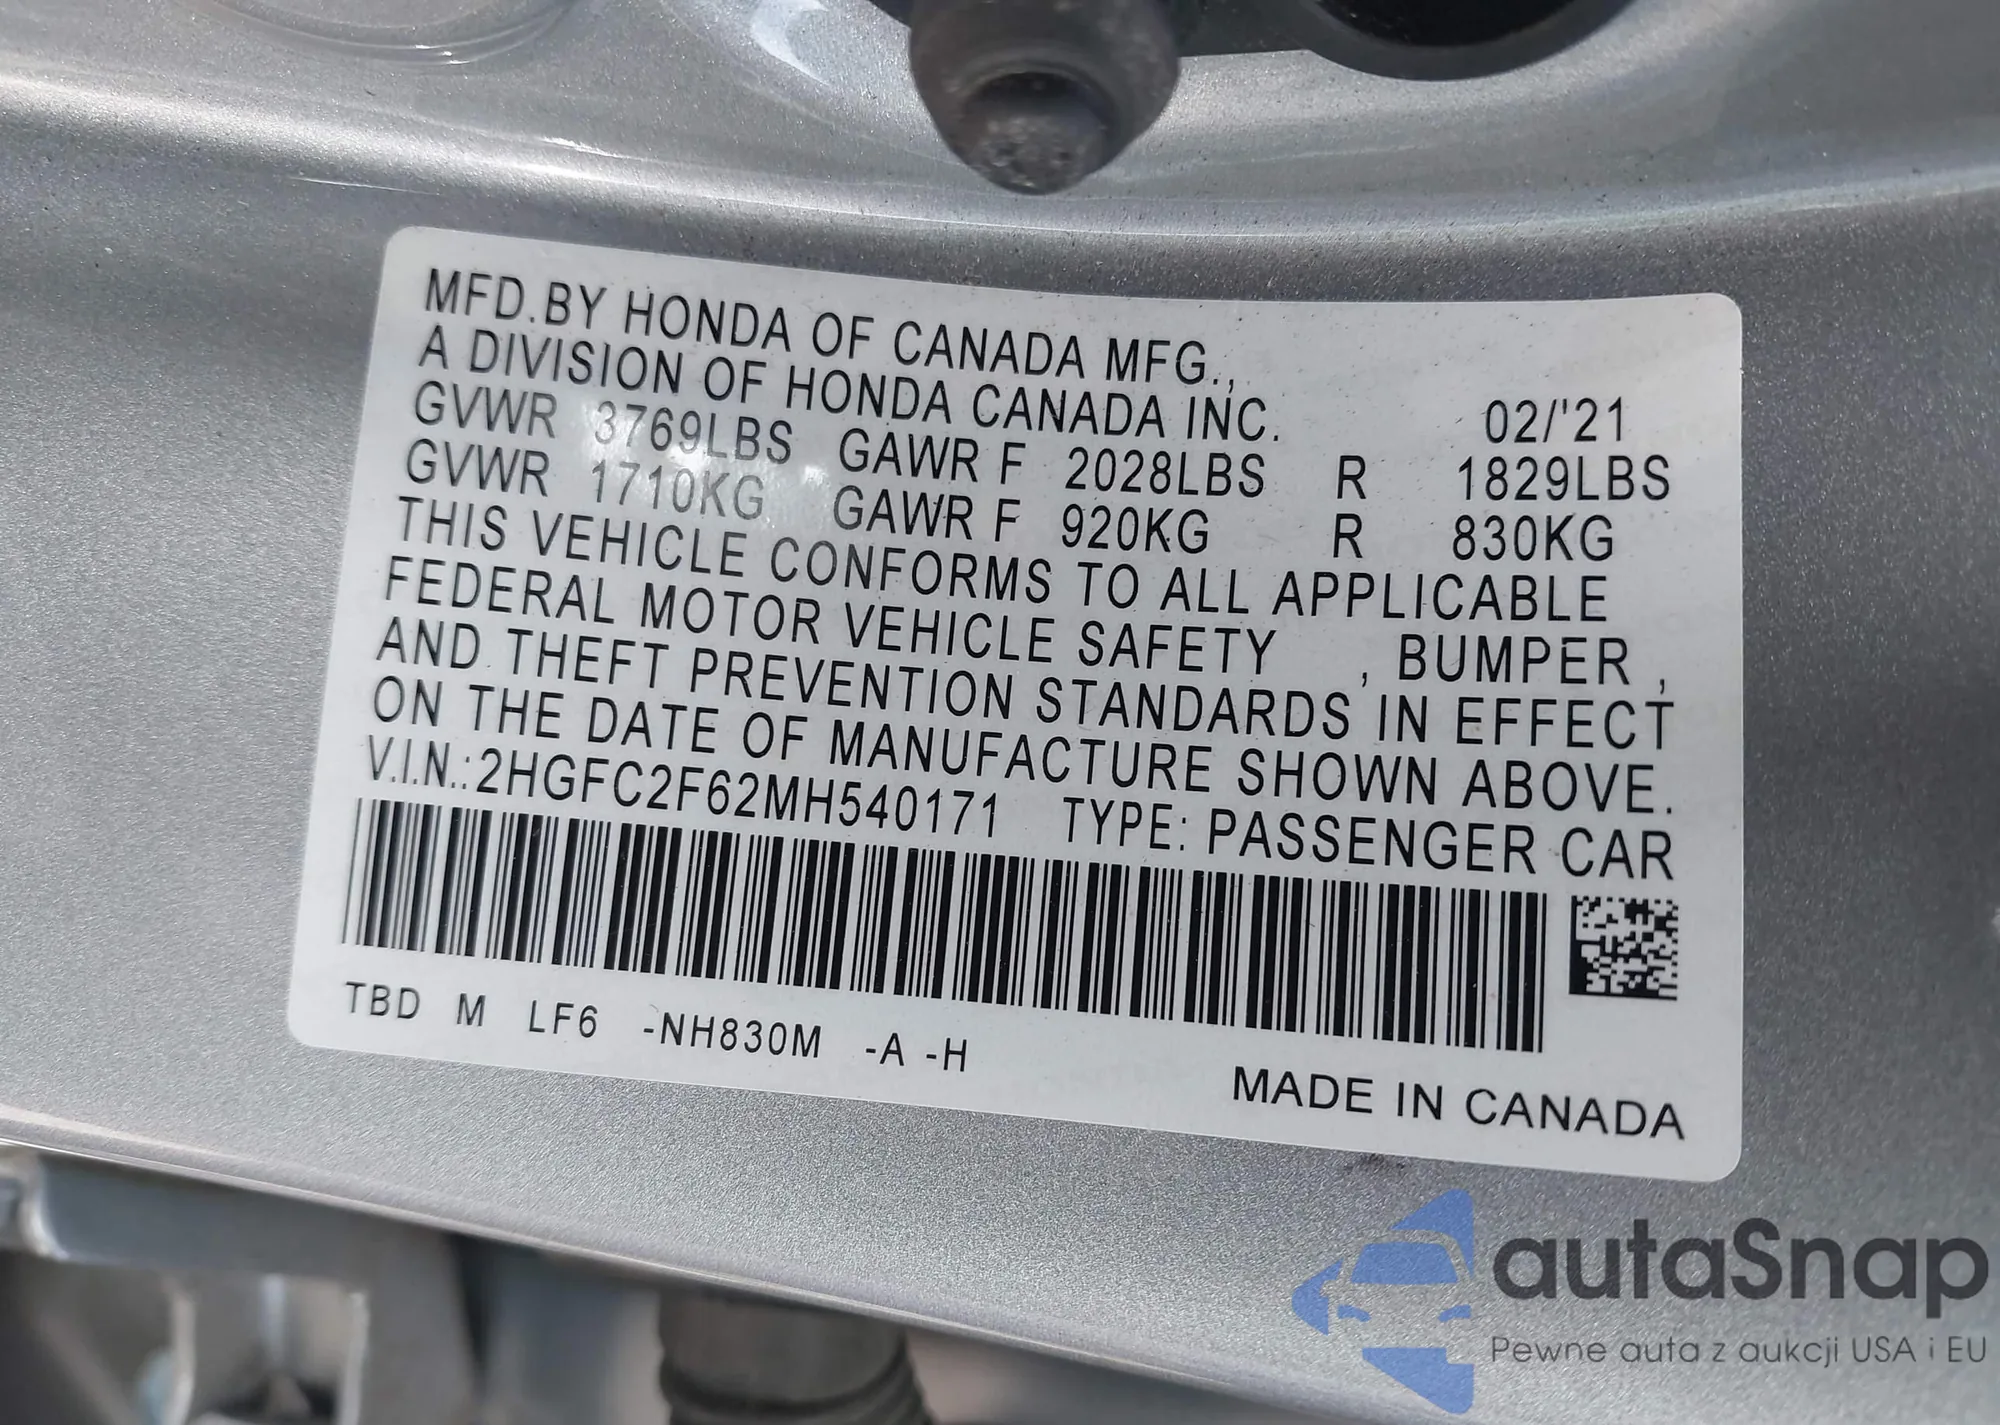 MFD.BY HONDA OF CANADA MFG.,
A DIVISION OF HONDA CANADA INC. 02/'21
GVWR 3769LBS GAWR F 2028LBS R 1829LBS
GVWR 1710KG GAWR F 920KG R 830KG
THIS VEHICLE CONFORMS TO ALL APPLICABLE
FEDERAL MOTOR VEHICLE SAFETY , BUMPER ,
AND THEFT PREVENTION STANDARDS IN EFFECT
ON THE DATE OF MANUFACTURE SHOWN ABOVE.
V.I.N.: 2HGFC2F62MH540171 TYPE: PASSENGER CAR
TBD M LF6 -NH830M -A -H
MADE IN CANADA
autaSnap
Pewne auta z aukcji USA i EU